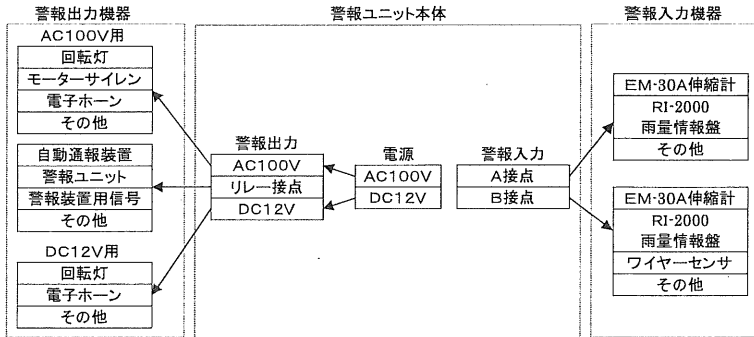 警報出力機器
AC100V用
回転灯
モーターサイレン
電子ホーン
その他
自動通報装置
警報ユニット
警報装置用信号
その他
DC12V用
回転灯
電子ホーン
その他
警報ユニット本体
警報出力
AC100V
リレー接点
DC12V
電源
AC100V
DC12V
警報入力
A接点
B接点
警報入力機器
EM-30A伸縮計
RI-2000
雨量情報盤
その他
EM-30A伸縮計
RI-2000
雨量情報盤
ワイヤーセンサ
その他